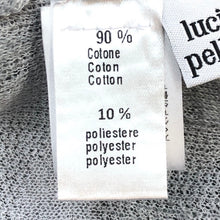 90 %
Cotone
Coton
Cotton
10 %
poliestere
polyester
polyester
luci
pel